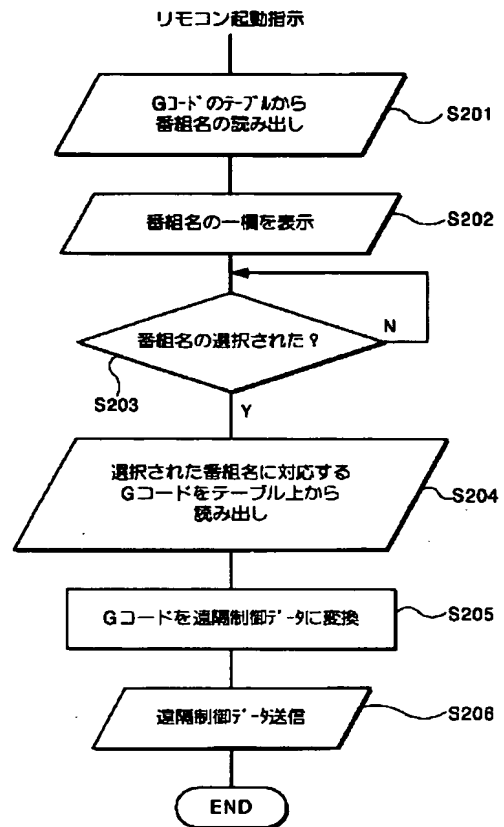 リモコン起動指示
Gコードのテーブルから
番組名の読み出し
S201
番組名の一欄を表示
S202
番組名の選択された?
N
S203
Y
選択された番組名に対応する
Gコードをテーブル上から
読み出し
S204
Gコードを遠隔制御データに変換
S205
遠隔制御データ送信
S206
END